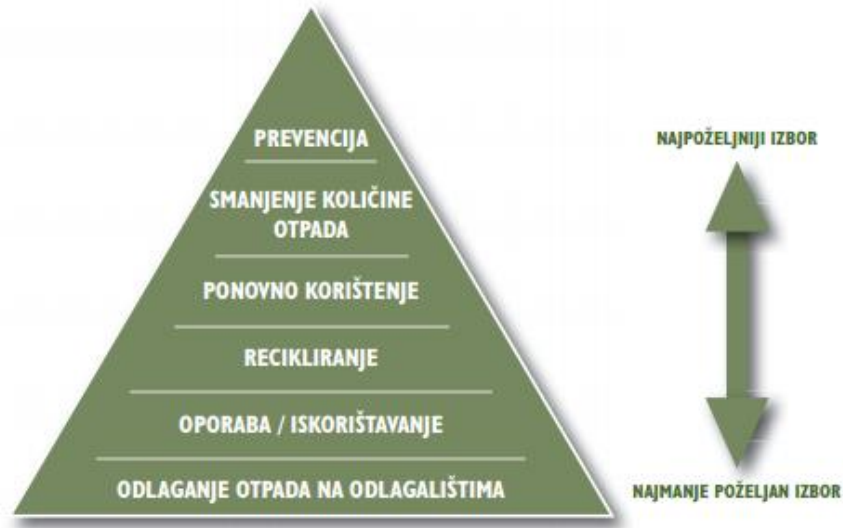 PREVENCIJA
NAJPOŽELJNIJI IZBOR
SMANJENJE KOLIČINE
OTPADA
PONOVNO KORIŠTENJE
RECIKLIRANJE
OPORABA / ISKORIŠTAVANJE
ODLAGANJE OTPADA NA ODLAGALIŠTIMA
NAJMANJE POŽELJAN IZBOR